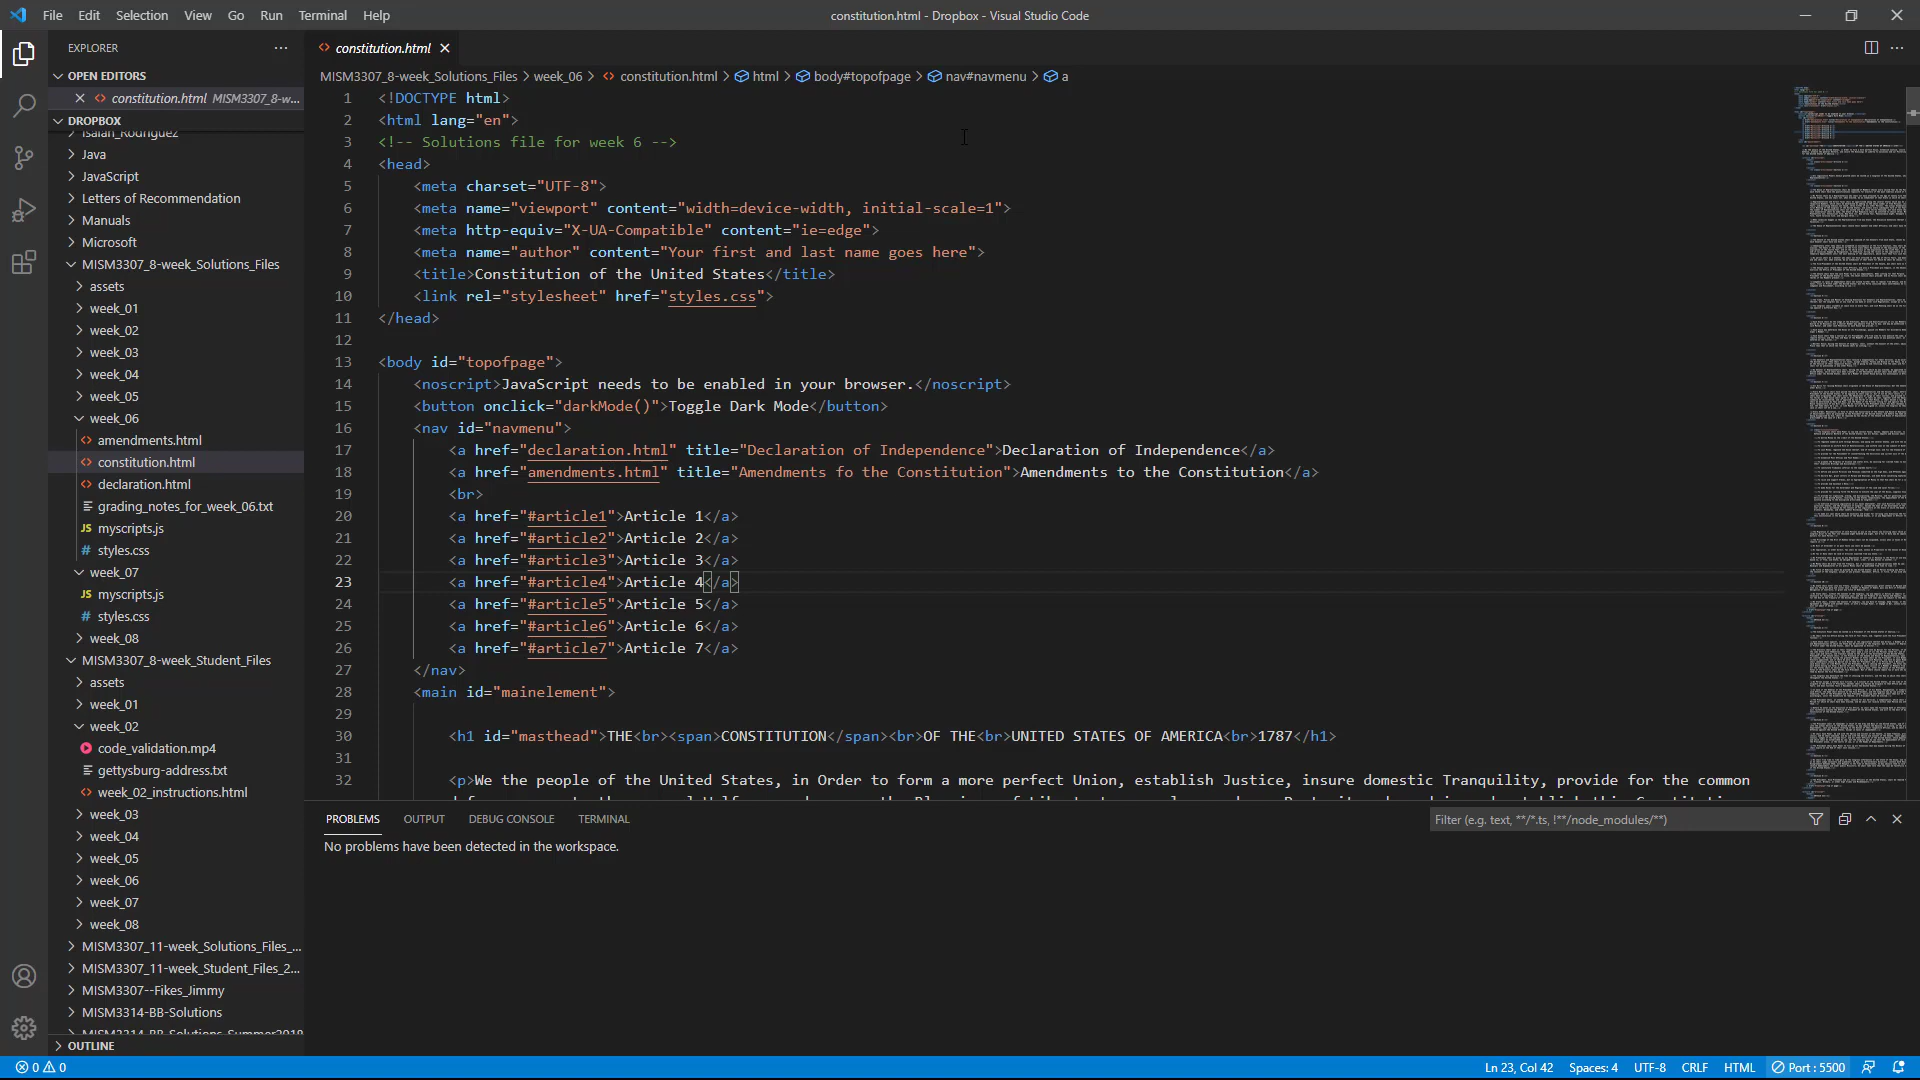 File Edit Selection View Go Run Terminal Help
constitution.html - Dropbox - Visual Studio Code
EXPLORER
OPEN EDITORS
constitution.html MISM3307_8-w...
DROPBOX
Isaiah_Rodriguez
Java
JavaScript
Letters of Recommendation
Manuals
Microsoft
MISM3307_8-week_Solutions_Files
assets
week_01
week_02
week_03
week_04
week_05
week_06
amendments.html
constitution.html
declaration.html
grading_notes_for_week_06.txt
JS myscripts.js
# styles.css
week_07
JS myscripts.js
# styles.css
week_08
MISM3307_8-week_Student_Files
assets
week_01
week_02
code_validation.mp4
gettysburg-address.txt
week_02_instructions.html
week_03
week_04
week_05
week_06
week_07
week_08
MISM3307_11-week_Solutions_Files_...
MISM3307_11-week_Student_Files_2...
MISM3307--Fikes_Jimmy
MISM3314-BB-Solutions
MISM3314-BB-Solutions-Summer2019
OUTLINE
constitution.html
MISM3307_8-week_Solutions_Files > week_06 > constitution.html > html > body#topofpage > nav#navmenu > a
1 <!DOCTYPE html>
2 <html lang="en">
3 <!-- Solutions file for week 6 -->
4 <head>
5 <meta charset="UTF-8">
6 <meta name="viewport" content="width=device-width, initial-scale=1">
7 <meta http-equiv="X-UA-Compatible" content="ie=edge">
8 <meta name="author" content="Your first and last name goes here">
9 <title>Constitution of the United States</title>
10 <link rel="stylesheet" href="styles.css">
11 </head>
12
13 <body id="topofpage">
14 <noscript>JavaScript needs to be enabled in your browser.</noscript>
15 <button onclick="darkMode()">Toggle Dark Mode</button>
16 <nav id="navmenu">
17 <a href="declaration.html" title="Declaration of Independence">Declaration of Independence</a>
18 <a href="amendments.html" title="Amendments fo the Constitution">Amendments to the Constitution</a>
19 <br>
20 <a href="#article1">Article 1</a>
21 <a href="#article2">Article 2</a>
22 <a href="#article3">Article 3</a>
23 <a href="#article4">Article 4</a>
24 <a href="#article5">Article 5</a>
25 <a href="#article6">Article 6</a>
26 <a href="#article7">Article 7</a>
27 </nav>
28 <main id="mainelement">
29
30 <h1 id="masthead">THE<br><span>CONSTITUTION</span><br>OF THE<br>UNITED STATES OF AMERICA<br>1787</h1>
31
32 <p>We the people of the United States, in Order to form a more perfect Union, establish Justice, insure domestic Tranquility, provide for the common
PROBLEMS OUTPUT DEBUG CONSOLE TERMINAL
Filter (e.g. text, **/*.ts, !**/node_modules/**)
No problems have been detected in the workspace.
0 0
Ln 23, Col 42 Spaces: 4 UTF-8 CRLF HTML Port : 5500